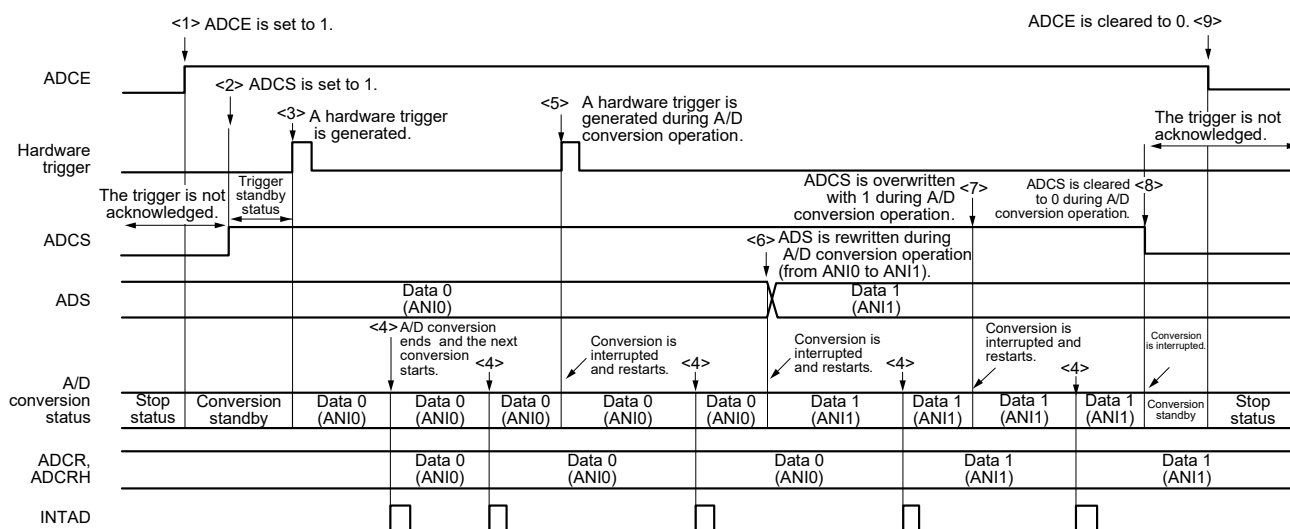 <1> ADCE is set to 1.
ADCE is cleared to 0. <9>
ADCE
<2> ADCS is set to 1.
<3> A hardware trigger
is generated.
<5> A hardware trigger is
generated during A/D
conversion operation.
The trigger is not
acknowledged.
Hardware
trigger
The trigger is not
acknowledged.
Trigger
standby
status
ADCS is overwritten
with 1 during A/D
conversion operation.
<7>
ADCS is cleared
to 0 during A/D
conversion operation.
<8>
ADCS
<6> ADS is rewritten during
A/D conversion operation
(from ANI0 to ANI1).
ADS
Data 0
(ANI0)
Data 1
(ANI1)
<4> A/D conversion
ends and the next
conversion
starts.
<4>
Conversion is
interrupted
and restarts.
<4>
Conversion is
interrupted
and restarts.
<4>
Conversion is
interrupted and
restarts.
<4>
Conversion
is interrupted.
A/D
conversion
status
Stop
status
Conversion
standby
Data 0
(ANI0)
Data 0
(ANI0)
Data 0
(ANI0)
Data 0
(ANI0)
Data 0
(ANI0)
Data 1
(ANI1)
Data 1
(ANI1)
Data 1
(ANI1)
Data 1
(ANI1)
Conversion
standby
Stop
status
ADCR,
ADCRH
Data 0
(ANI0)
Data 0
(ANI0)
Data 0
(ANI0)
Data 1
(ANI1)
Data 1
(ANI1)
INTAD